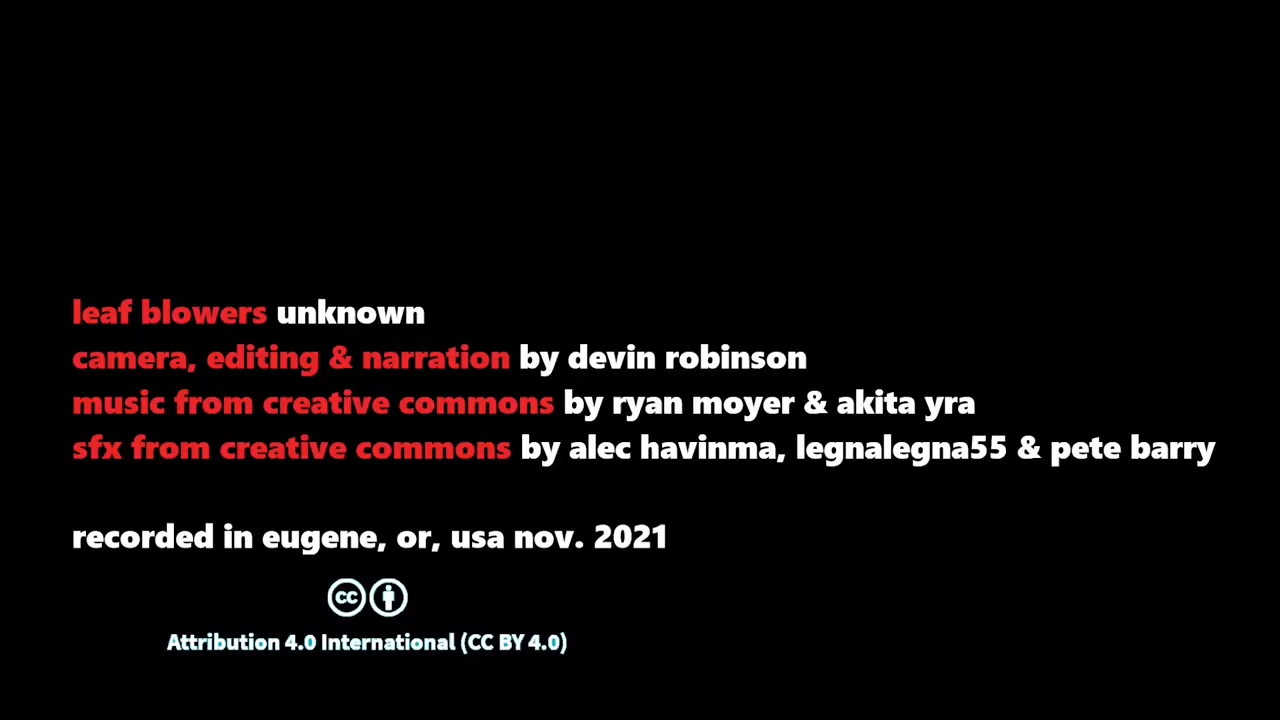 leaf blowers unknown
camera, editing & narration by devin robinson
music from creative commons by ryan moyer & akita yra
sfx from creative commons by alec havinma, legnalegna55 & pete barry
recorded in eugene, or, usa nov. 2021
cc
Attribution 4.0 International (CC BY 4.0)